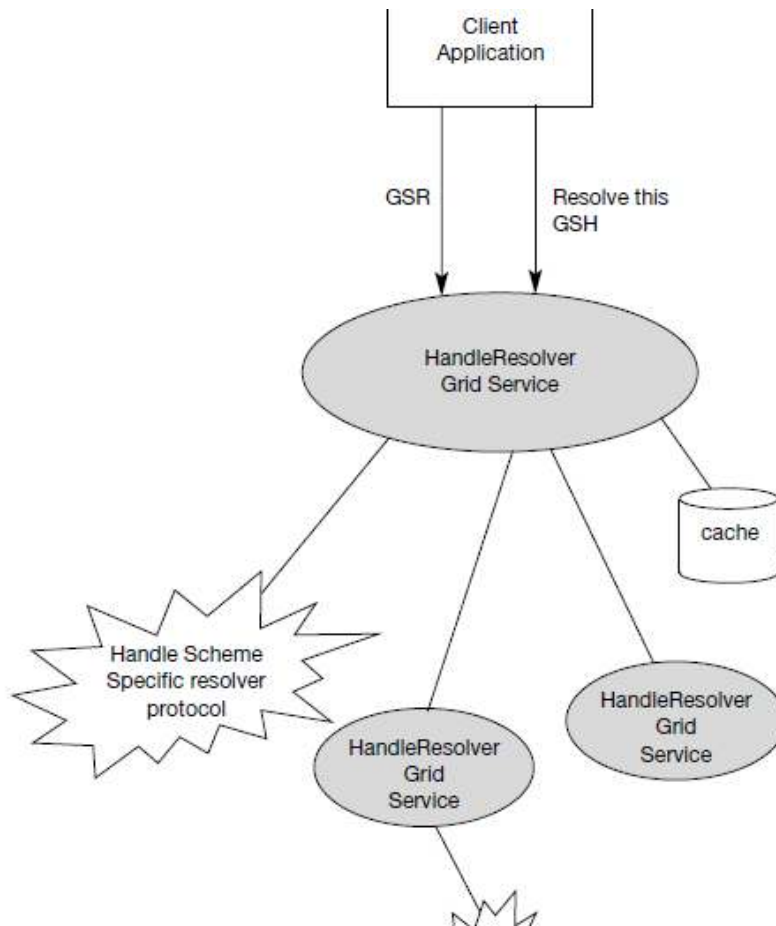 Client
Application
GSR
Resolve this
GSH
HandleResolver
Grid Service
cache
Handle Scheme
Specific resolver
protocol
HandleResolver
Grid
Service
HandleResolver
Grid
Service